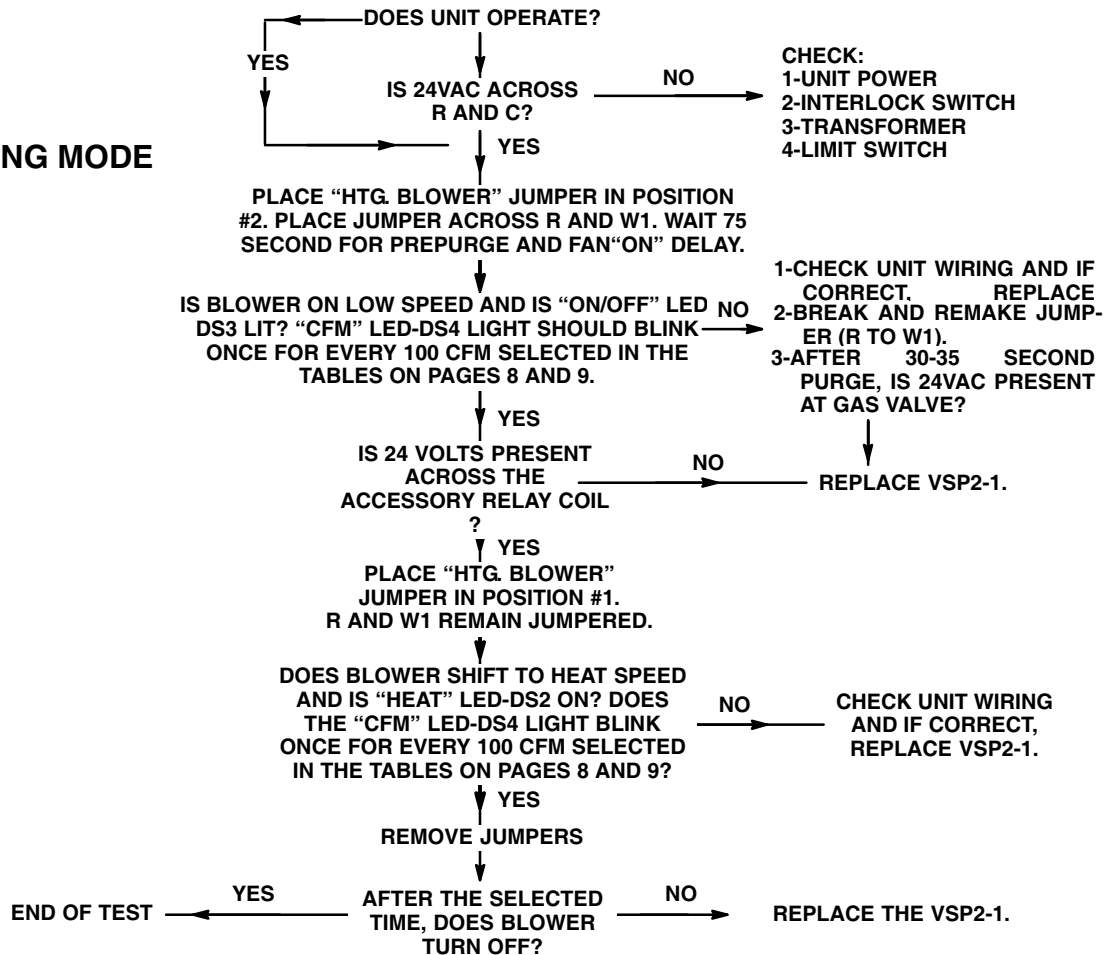 DOES UNIT OPERATE?
YES
IS 24VAC ACROSS
R AND C?
NO
CHECK:
1-UNIT POWER
2-INTERLOCK SWITCH
3-TRANSFORMER
4-LIMIT SWITCH
YES
NG MODE
PLACE “HTG. BLOWER” JUMPER IN POSITION
#2. PLACE JUMPER ACROSS R AND W1. WAIT 75
SECOND FOR PREPURGE AND FAN“ON” DELAY.
IS BLOWER ON LOW SPEED AND IS “ON/OFF” LED
DS3 LIT? “CFM” LED-DS4 LIGHT SHOULD BLINK
ONCE FOR EVERY 100 CFM SELECTED IN THE
TABLES ON PAGES 8 AND 9.
NO
1-CHECK UNIT WIRING AND IF
CORRECT, REPLACE
2-BREAK AND REMAKE JUMP-
ER (R TO W1).
3-AFTER 30-35 SECOND
PURGE, IS 24VAC PRESENT
AT GAS VALVE?
YES
IS 24 VOLTS PRESENT
ACROSS THE
ACCESSORY RELAY COIL
?
NO
REPLACE VSP2-1.
YES
PLACE “HTG. BLOWER”
JUMPER IN POSITION #1.
R AND W1 REMAIN JUMPERED.
DOES BLOWER SHIFT TO HEAT SPEED
AND IS “HEAT” LED-DS2 ON? DOES
THE “CFM” LED-DS4 LIGHT BLINK
ONCE FOR EVERY 100 CFM SELECTED
IN THE TABLES ON PAGES 8 AND 9?
NO
CHECK UNIT WIRING
AND IF CORRECT,
REPLACE VSP2-1.
YES
REMOVE JUMPERS
AFTER THE SELECTED
TIME, DOES BLOWER
TURN OFF?
YES
END OF TEST
NO
REPLACE THE VSP2-1.